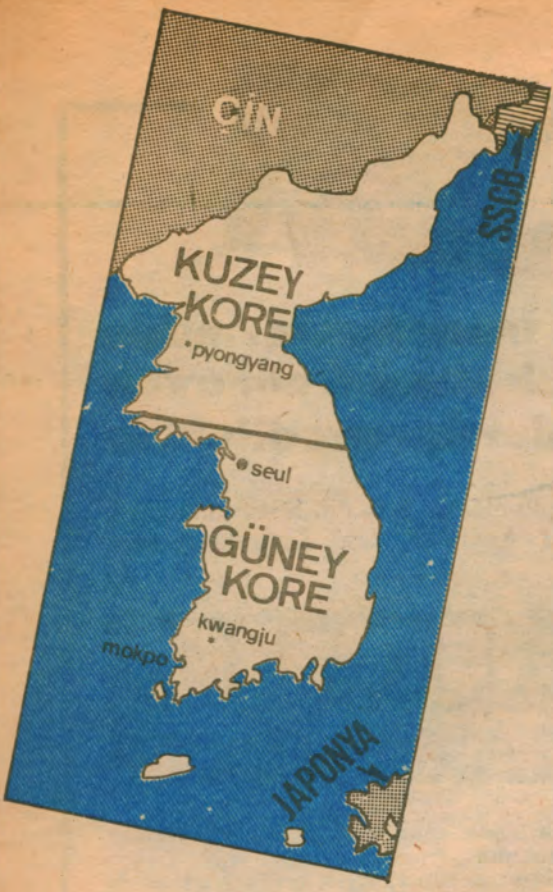 ÇİN
SSCB
KUZEY
KORE
pyongyang
seul
GÜNEY
KORE
kwangju
mokpo
JAPONYA